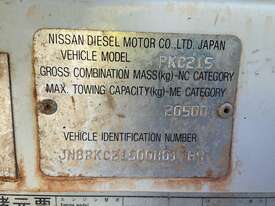 NISSAN DIESEL MOTOR CO.,LTD. JAPAN
VEHICLE MODEL PKC215
GROSS COMBINATION MASS(kg)-NC CATEGORY
MAX. TOWING CAPACITY(kg)-ME CATEGORY
20500
VEHICLE IDENTIFICATION NUMBER